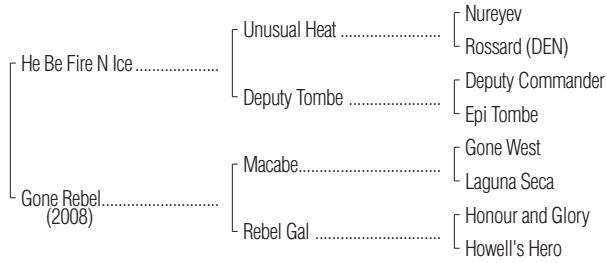 Nureyev
Unusual Heat ....................
Rossard (DEN)
He Be Fire N Ice .................
Deputy Commander
Deputy Tombe ....................
Epi Tombe
Gone West
Macabe...........................
Laguna Seca
Gone Rebel........................
(2008)
Honour and Glory
Rebel Gal ........................
Howell's Hero